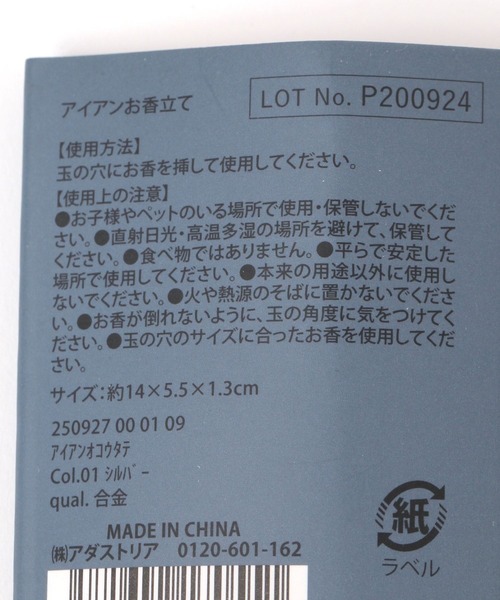 アイアンお香立て
LOT No. P200924
【使用方法】
玉の穴にお香を挿して使用してください。
【使用上の注意】
●お子様やペットのいる場所で使用・保管しないでくだ
さい。●直射日光・高温多湿の場所を避けて、保管して
ください。●食べ物ではありません。●平らで安定した
場所で使用してください。●本来の用途以外に使用し
ないでください。●火や熱源のそばに置かないでくださ
い。●お香が倒れないように、玉の角度に気をつけてく
ださい。●玉の穴のサイズに合ったお香を使用してくだ
さい。
サイズ：約14×5.5×1.3cm
250927 00 01 09
ｱｲｱﾝｵｺｳﾀﾃ
Col.01 ｼﾙﾊﾞｰ
qual. 合金
MADE IN CHINA
㈱アダストリア 0120-601-162
紙
ラベル